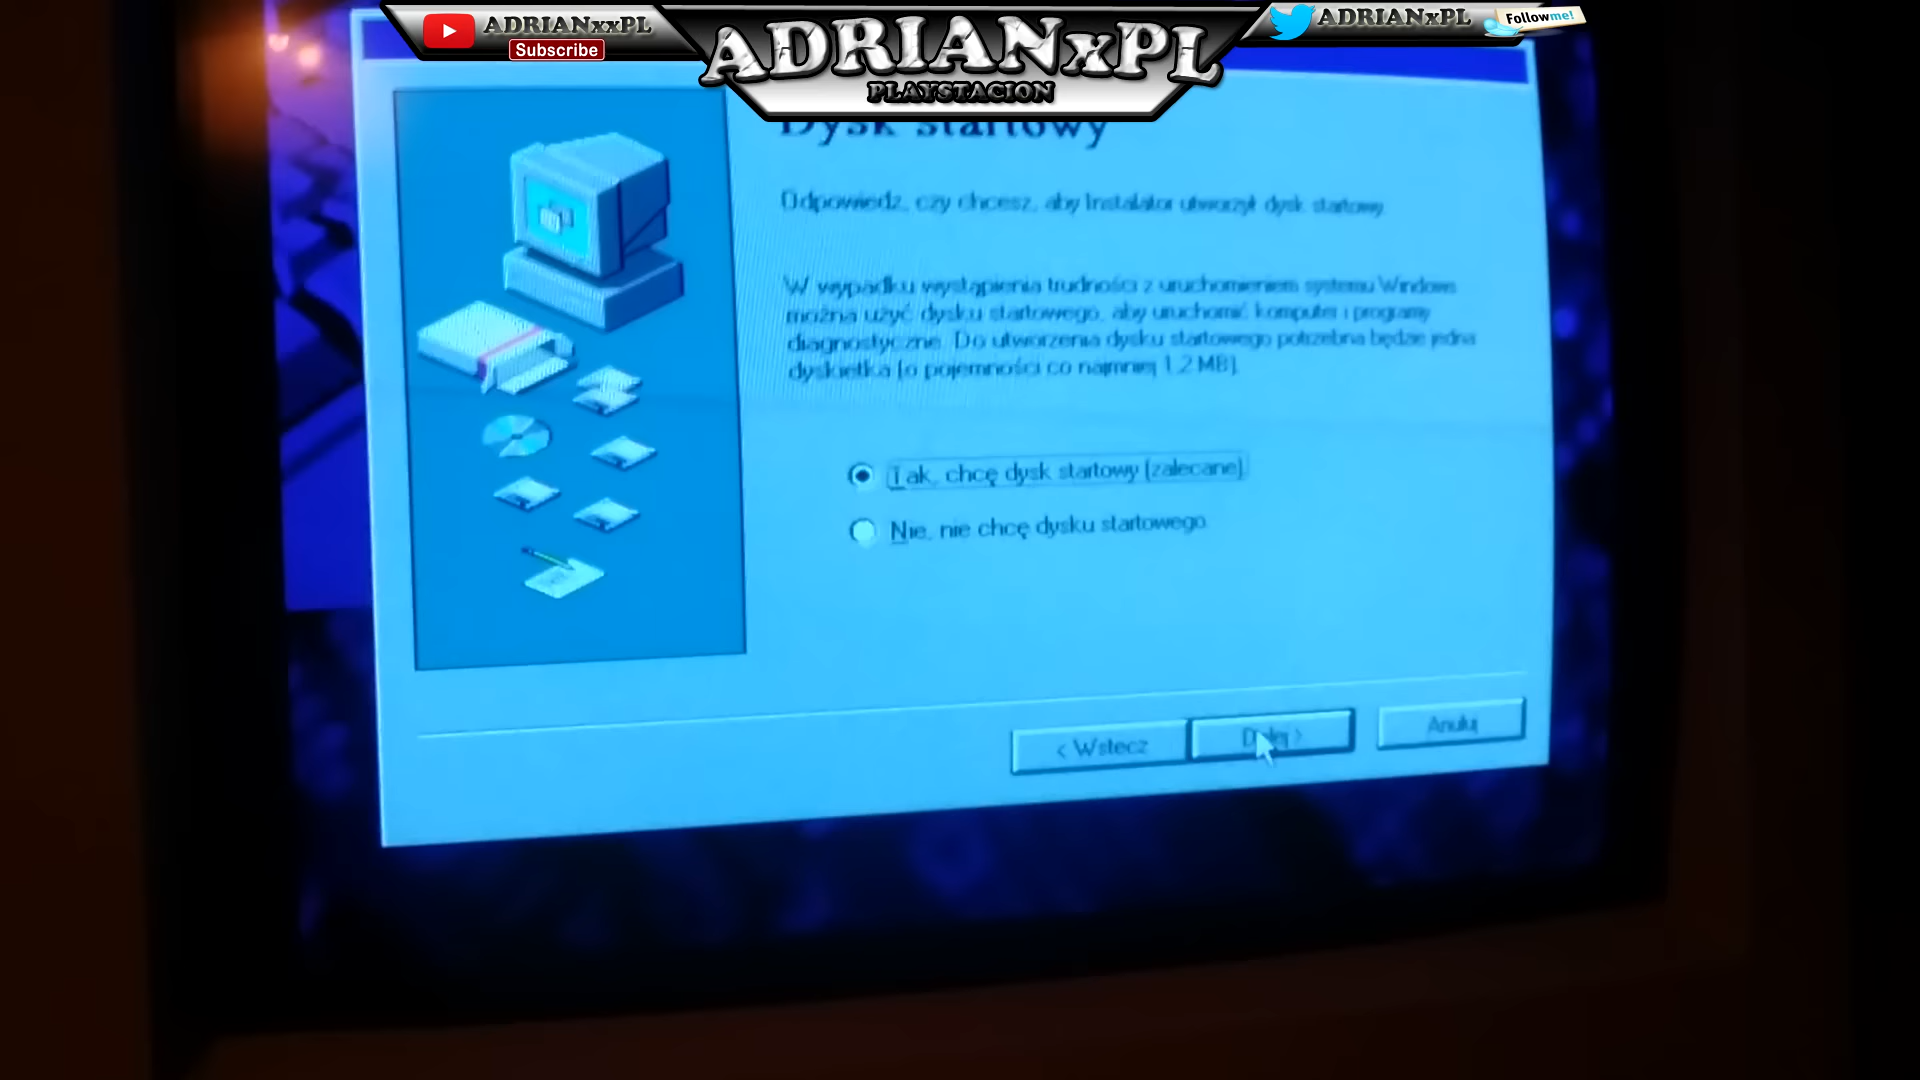 ADRIANxxPL
Subscribe
ADRIANxPL
PLAYSTACION
ADRIANxPL
Followme!
Dysk startowy
Odpowiedz, czy chcesz, aby Instalator utworzył dysk startowy.
W wypadku wystąpienia trudności z uruchomieniem systemu Windows
można użyć dysku startowego, aby uruchomić komputer i programy
diagnostyczne. Do utworzenia dysku startowego potrzebna będzie jedna
dyskietka (o pojemności co najmniej 1.2 MB).
Tak, chcę dysk startowy (zalecane).
Nie, nie chcę dysku startowego.
< Wstecz
Dalej >
Anuluj